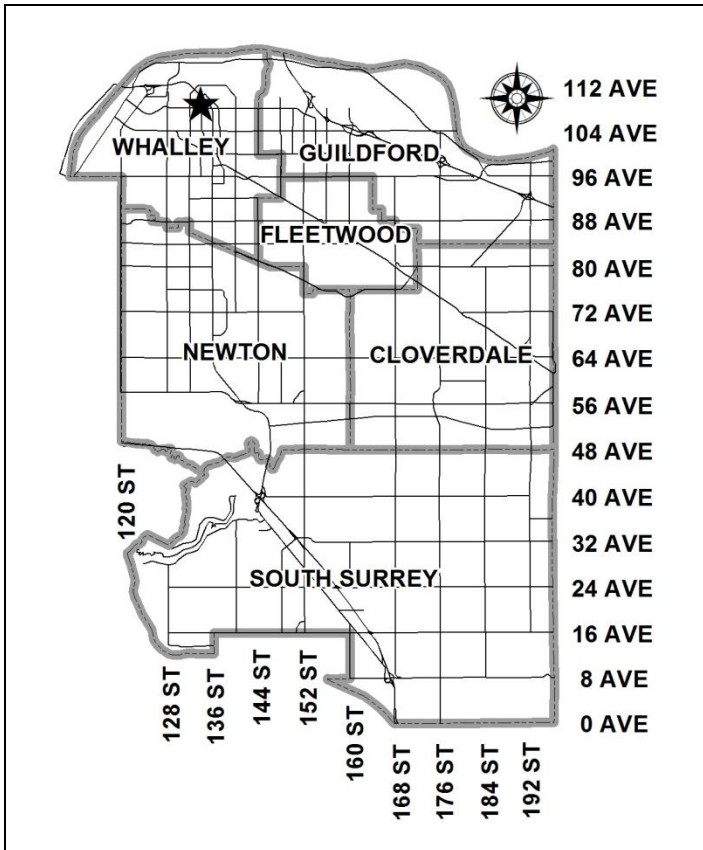 112 AVE
104 AVE
WHALLEY
GUILDFORD
96 AVE
88 AVE
FLEETWOOD
80 AVE
72 AVE
NEWTON
CLOVERDALE
64 AVE
56 AVE
48 AVE
120 ST
40 AVE
32 AVE
SOUTH SURREY
24 AVE
16 AVE
128 ST
136 ST
144 ST
152 ST
160 ST
8 AVE
0 AVE
168 ST
176 ST
184 ST
192 ST